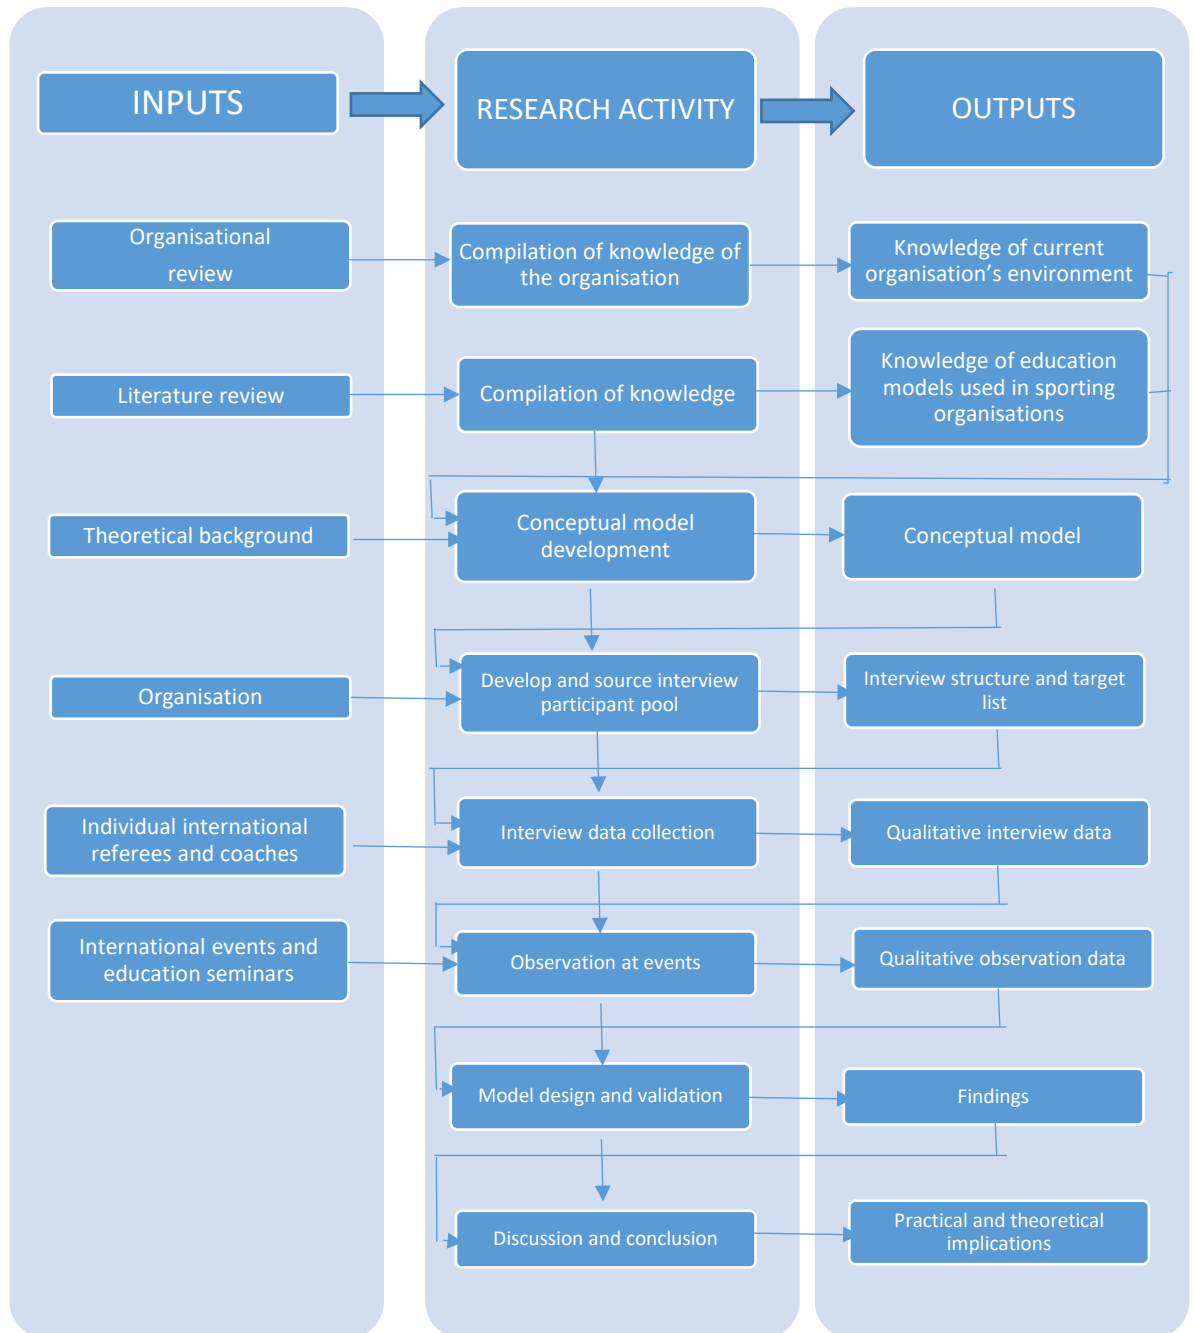 INPUTS
RESEARCH ACTIVITY
OUTPUTS
Organisational
review
Compilation of knowledge of
the organisation
Knowledge of current
organisation’s environment
Literature review
Compilation of knowledge
Knowledge of education
models used in sporting
organisations
Theoretical background
Conceptual model
development
Conceptual model
Organisation
Develop and source interview
participant pool
Interview structure and target
list
Individual international
referees and coaches
Interview data collection
Qualitative interview data
International events and
education seminars
Observation at events
Qualitative observation data
Model design and validation
Findings
Discussion and conclusion
Practical and theoretical
implications